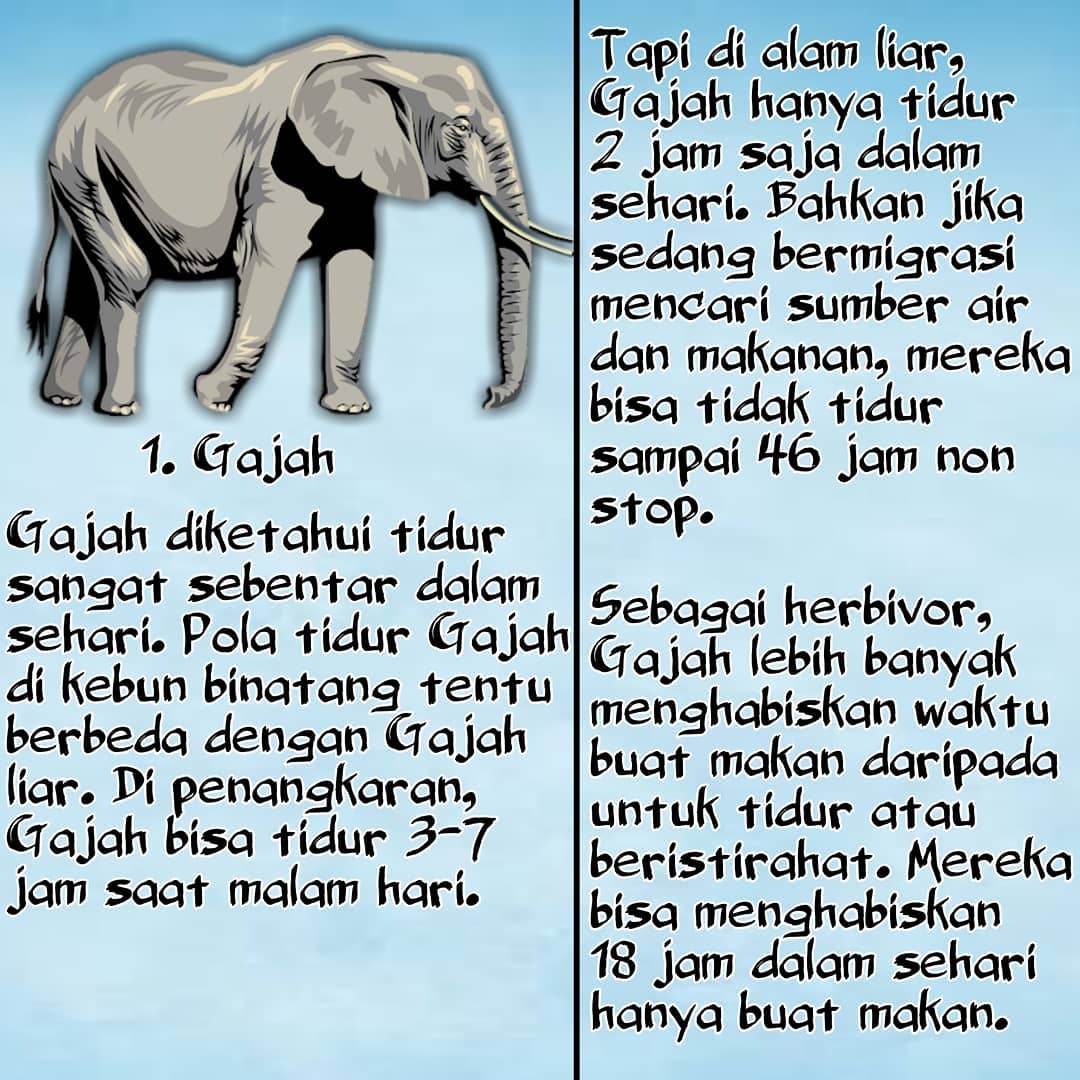 1. Gajah
Gajah diketahui tidur
sangat sebentar dalam
sehari. Pola tidur Gajah
di kebun binatang tentu
berbeda dengan Gajah
liar. Di penangkaran,
Gajah bisa tidur 3-7
jam saat malam hari.
Tapi di alam liar,
Gajah hanya tidur
2 jam saja dalam
sehari. Bahkan jika
sedang bermigrasi
mencari sumber air
dan makanan, mereka
bisa tidak tidur
sampai 46 jam non
stop.
Sebagai herbivor,
Gajah lebih banyak
menghabiskan waktu
buat makan daripada
untuk tidur atau
beristirahat. Mereka
bisa menghabiskan
18 jam dalam sehari
hanya buat makan.